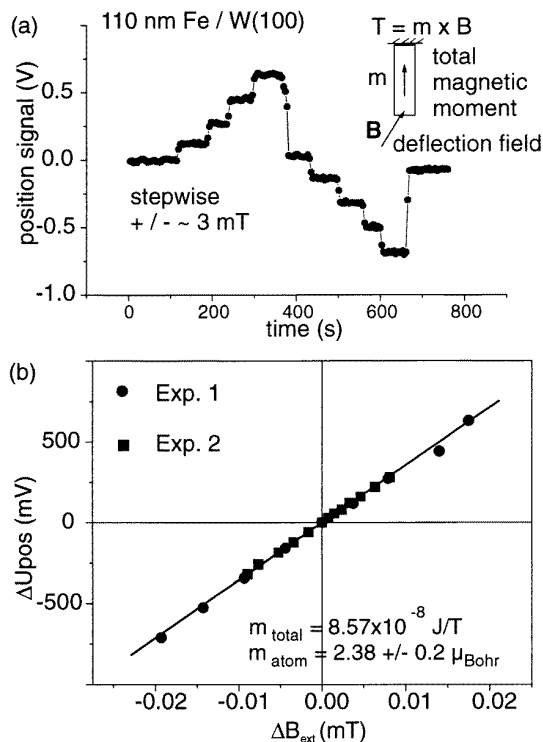 (a) 110 nm Fe / W(100)
T = m x B
m
total
magnetic
moment
B
deflection field
stepwise
+ / - ~ 3 mT
position signal (V)
0.5
0.0
-0.5
-1.0
0 200 400 600 800
time (s)
(b)
Exp. 1
Exp. 2
ΔUpos (mV)
500
0
-500
m total = 8.57x10 -8 J/T
m atom = 2.38 +/- 0.2 μ Bohr
-0.02 -0.01 0.00 0.01 0.02
ΔB ext (mT)